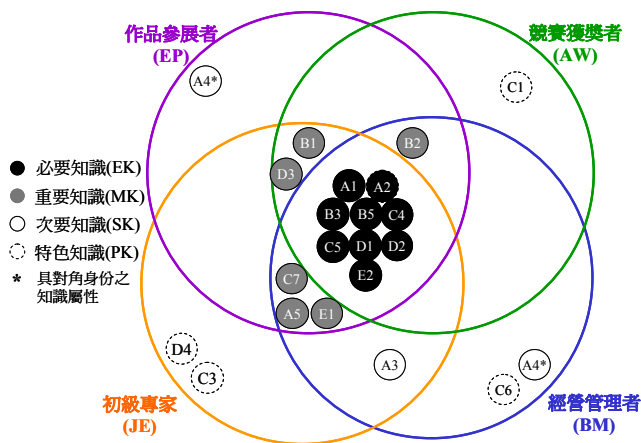 作品參展者
(EP)
競賽獲獎者
(AW)
A4*
C1
B1
B2
D3
必要知識(EK)
重要知識(MK)
次要知識(SK)
特色知識(PK)
* 具對角身份之
知識屬性
A1 A2
B3 B5 C4
C5 D1 D2
E2
C7
A5 E1
D4
C3
A3
A4*
C6
初級專家
(JE)
經營管理者
(BM)